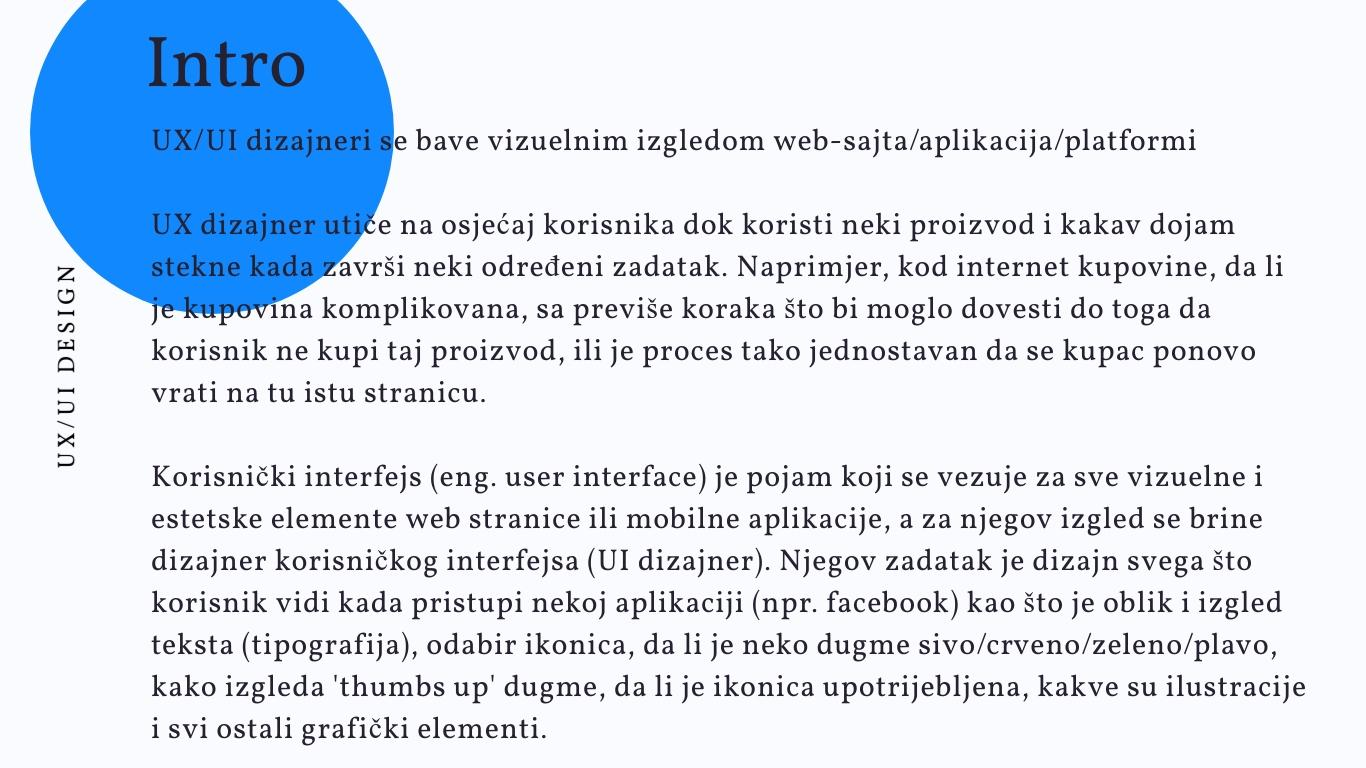 Intro
UX/UI dizajneri se bave vizuelnim izgledom web-sajta/aplikacija/platformi
UX dizajner utiče na osjećaj korisnika dok koristi neki proizvod i kakav dojam
stekne kada završi neki određeni zadatak. Naprimjer, kod internet kupovine, da li
je kupovina komplikovana, sa previše koraka što bi moglo dovesti do toga da
korisnik ne kupi taj proizvod, ili je proces tako jednostavan da se kupac ponovo
vrati na tu istu stranicu.
Korisnički interfejs (eng. user interface) je pojam koji se vezuje za sve vizuelne i
estetske elemente web stranice ili mobilne aplikacije, a za njegov izgled se brine
dizajner korisničkog interfejsa (UI dizajner). Njegov zadatak je dizajn svega što
korisnik vidi kada pristupi nekoj aplikaciji (npr. facebook) kao što je oblik i izgled
teksta (tipografija), odabir ikonica, da li je neko dugme sivo/crveno/zeleno/plavo,
kako izgleda 'thumbs up' dugme, da li je ikonica upotrijebljena, kakve su ilustracije
i svi ostali grafički elementi.
UX/UI DESIGN